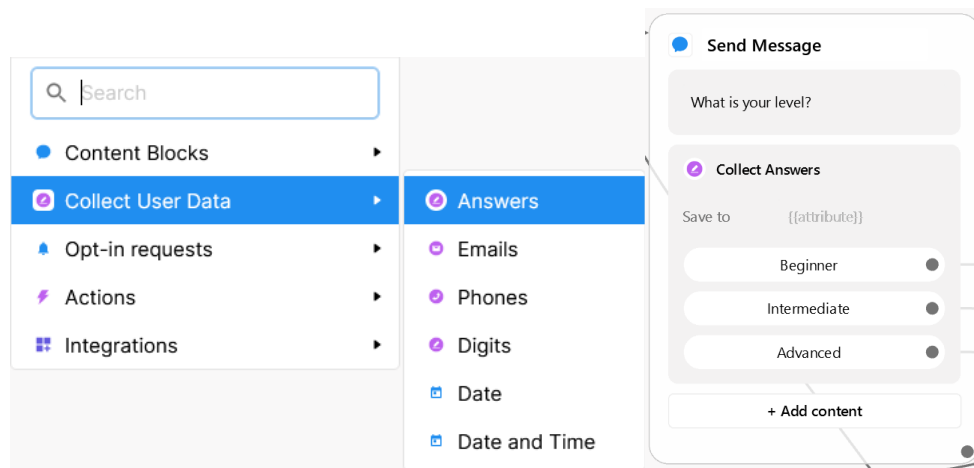 Search
Content Blocks
Collect User Data
Opt-in requests
Actions
Integrations
Answers
Emails
Phones
Digits
Date
Date and Time
Send Message
What is your level?
Collect Answers
Save to {{attribute}}
Beginner
Intermediate
Advanced
+ Add content